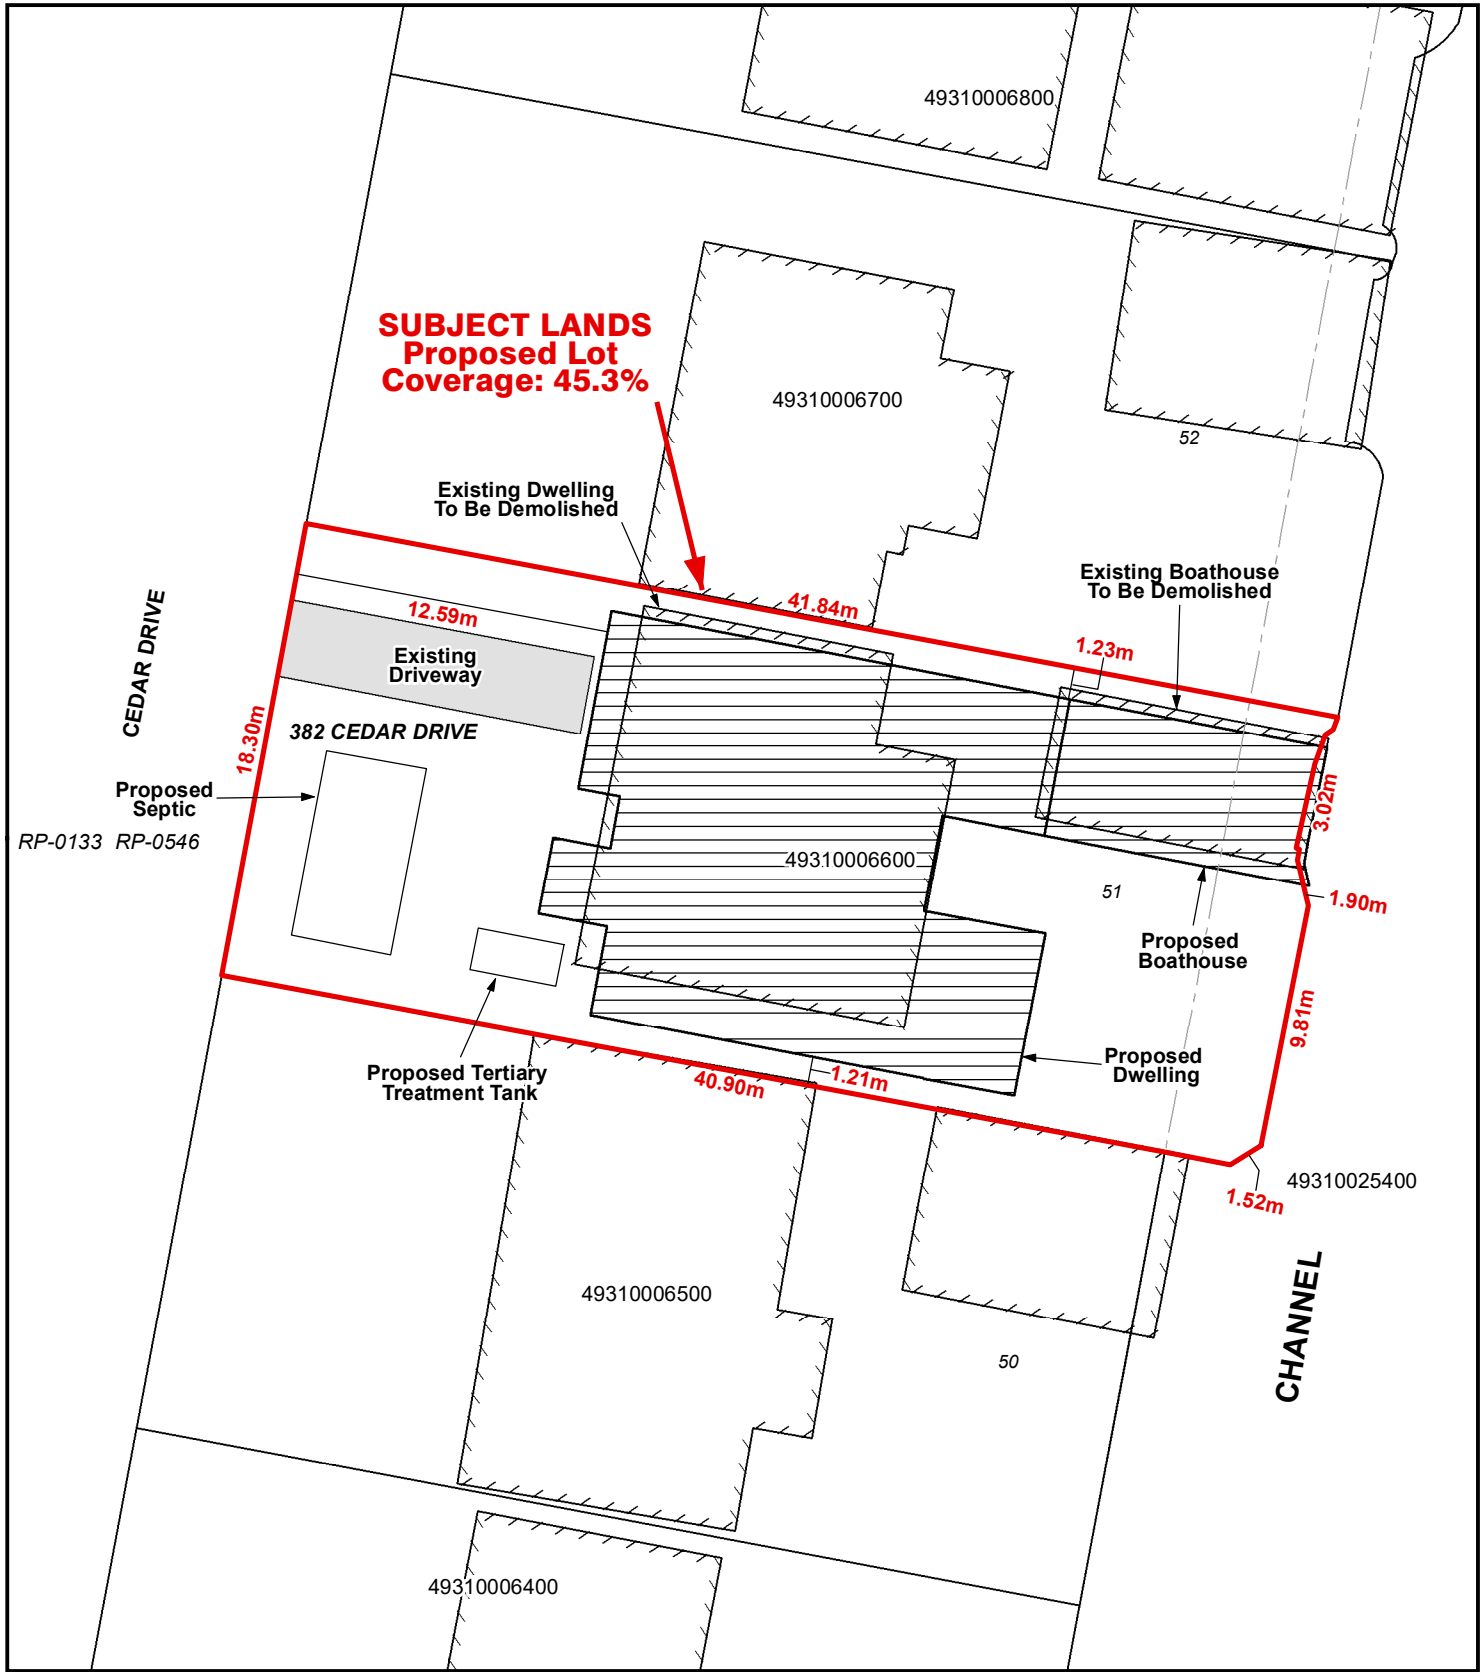 49310006800
SUBJECT LANDS
Proposed Lot
Coverage: 45.3%
49310006700
52
Existing Dwelling
To Be Demolished
Existing Boathouse
To Be Demolished
41.84m
12.59m
1.23m
CEDAR DRIVE
Existing
Driveway
18.30m
382 CEDAR DRIVE
Proposed
Septic
3.02m
RP-0133 RP-0546
49310006600
51
1.90m
Proposed
Boathouse
9.81m
Proposed
Dwelling
Proposed Tertiary
Treatment Tank
40.90m
1.21m
49310025400
1.52m
49310006500
CHANNEL
50
49310006400